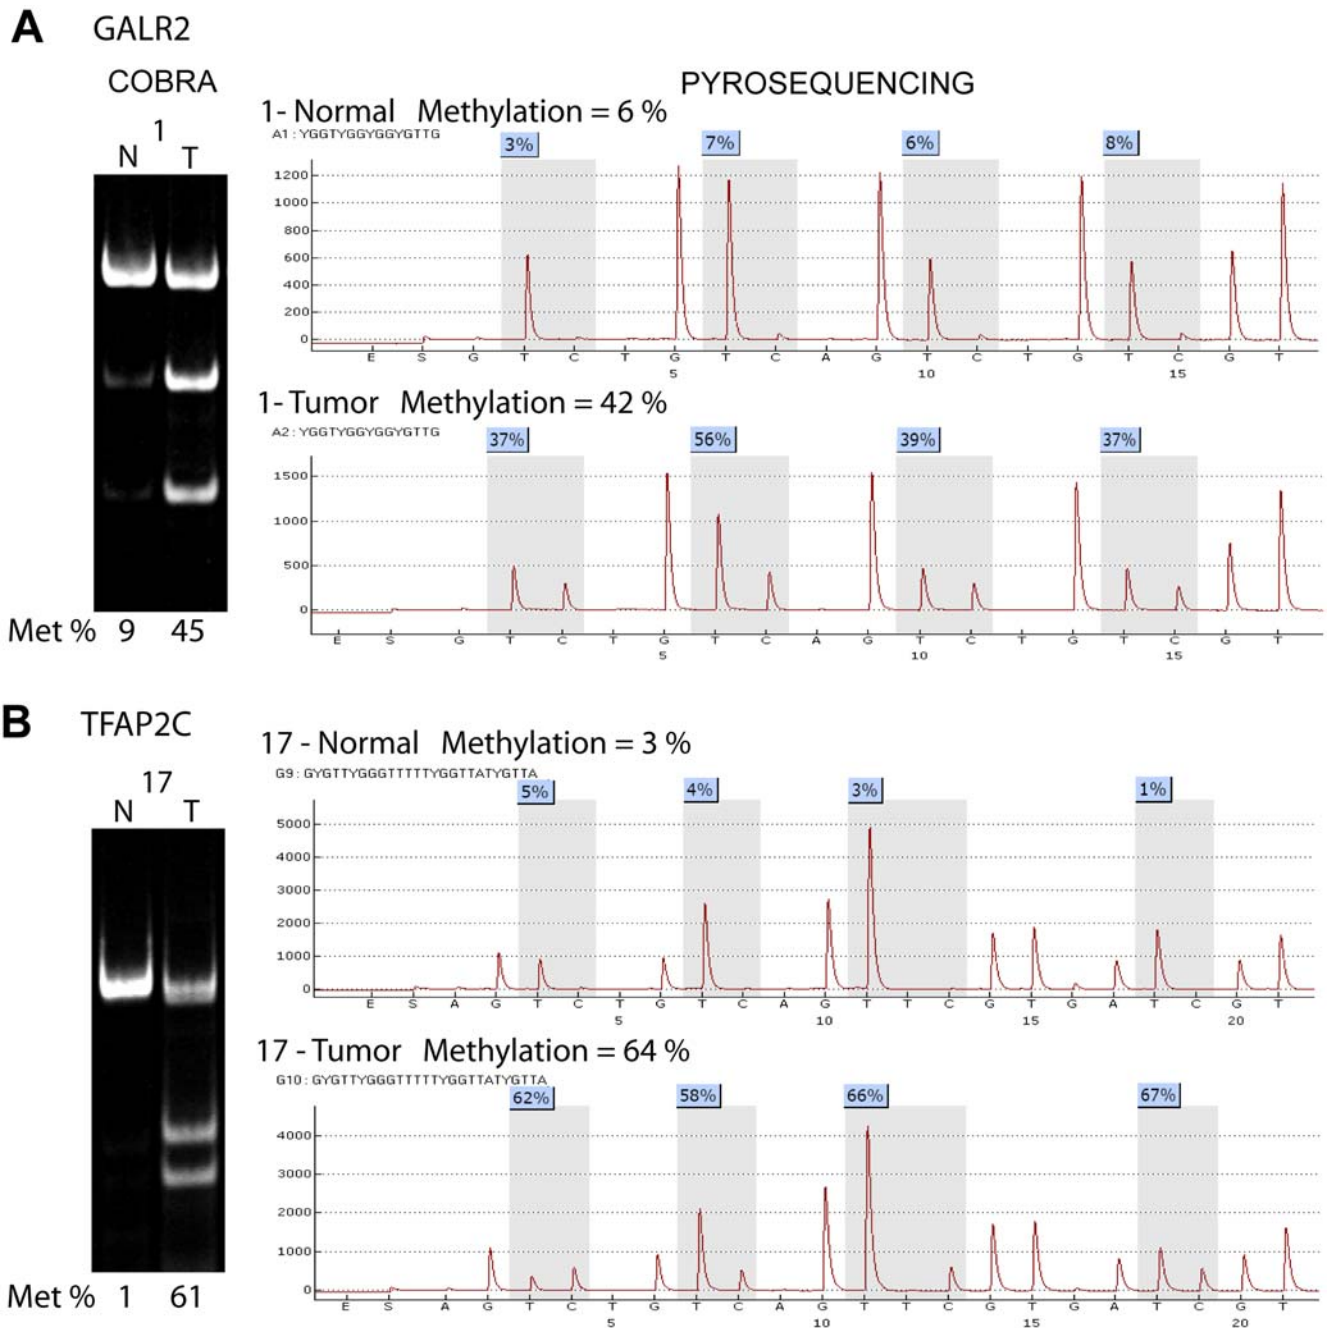 A GALR2
COBRA
1
N T
Met % 9 45
PYROSEQUENCING
1- Normal Methylation = 6 %
A1: YGGTYGGYGGYGTTG
3% 7% 6% 8%
1200
1000
800
600
400
200
0
E S G T C T G T C A G T C T G T C G T
5 10 15
1- Tumor Methylation = 42 %
A2: YGGTYGGYGGYGTTG
37% 56% 39% 37%
1500
1000
500
0
E S G T C T G T C A G T C T G T C G T
5 10 15
B TFAP2C
17
N T
Met % 1 61
17 - Normal Methylation = 3 %
G9: GYGTTYGGGTTTTTYGGTTATYGTTA
5% 4% 3% 1%
5000
4000
3000
2000
1000
0
E S A G T C T G T C A G T T C G T G A T C G T
5 10 15 20
17 - Tumor Methylation = 64 %
G10: GYGTTYGGGTTTTTYGGTTATYGTTA
62% 58% 66% 67%
4000
3000
2000
1000
0
E S A G T C T G T C A G T T C G T G A T C G T
5 10 15 20